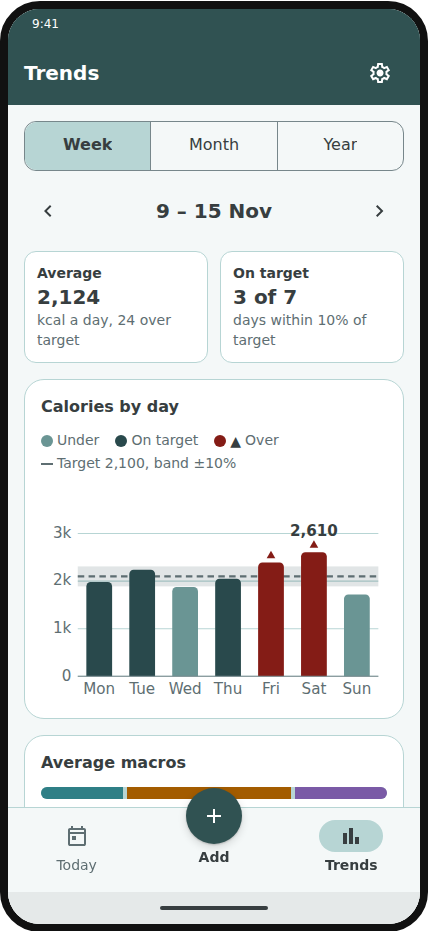 9:41
Trends
Week Month Year
9 – 15 Nov
Average
2,124
kcal a day, 24 over
target
On target
3 of 7
days within 10% of
target
Calories by day
Under On target ▲ Over
Target 2,100, band ±10%
2,610
3k
2k
1k
0
Mon Tue Wed Thu Fri Sat Sun
Average macros
Today
Add
Trends